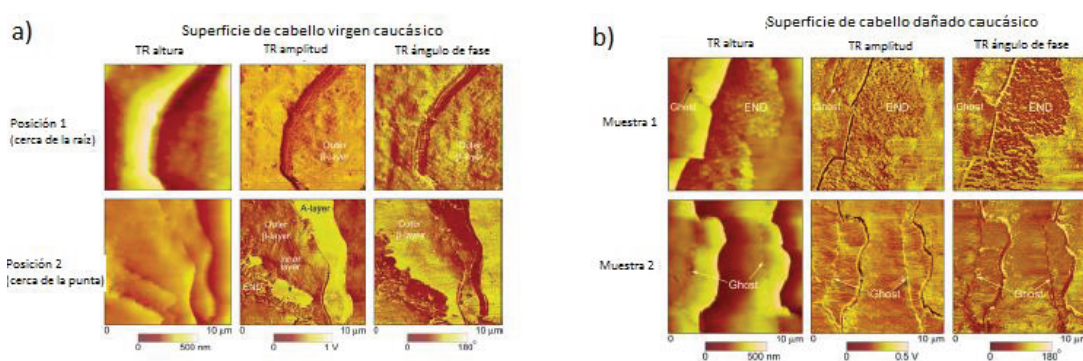 a)
Superficie de cabello virgen caucásico
TR altura
TR amplitud
TR ángulo de fase
Posición 1
(cerca de la raíz)
Outer
β-layer
Outer
β-layer
Posición 2
(cerca de la punta)
A-layer
Outer
β-layer
Inner
layer
END
Outer
β-layer
0
10 μm
0
10 μm
0
10 μm
0
500 nm
0
1 V
0
180°
b)
Superficie de cabello dañado caucásico
TR altura
TR amplitud
TR ángulo de fase
Muestra 1
Ghost
END
Ghost
END
Ghost
END
Muestra 2
Ghost
Ghost
Ghost
0
10 μm
0
10 μm
0
10 μm
0
500 nm
0
0.5 V
0
180°